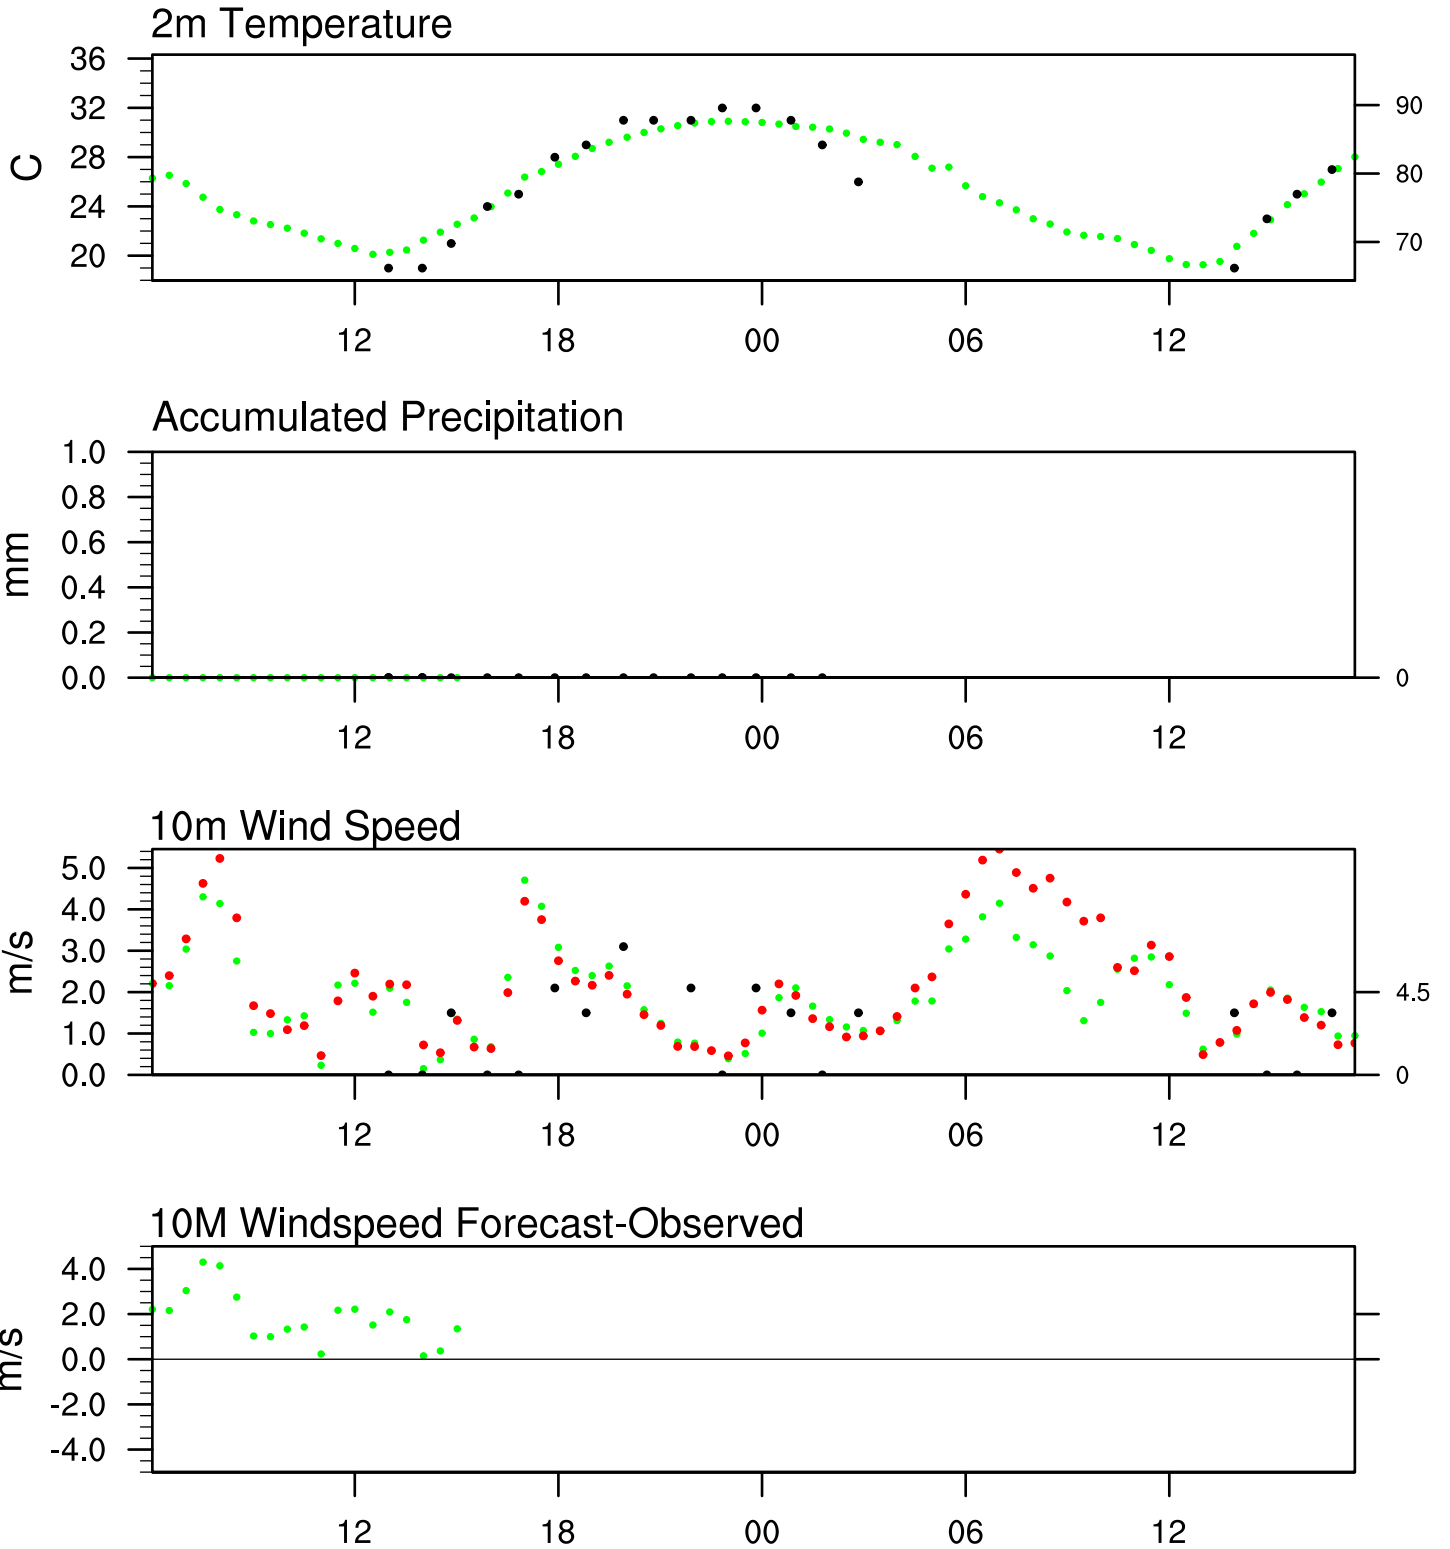 2m Temperature
36
32
28
24
20
C
90
80
70
12 18 00 06 12
Accumulated Precipitation
1.0
0.8
0.6
0.4
0.2
0.0
mm
0
12 18 00 06 12
10m Wind Speed
5.0
4.0
3.0
2.0
1.0
0.0
m/s
4.5
0
12 18 00 06 12
10M Windspeed Forecast-Observed
4.0
2.0
0.0
-2.0
-4.0
m/s
12 18 00 06 12